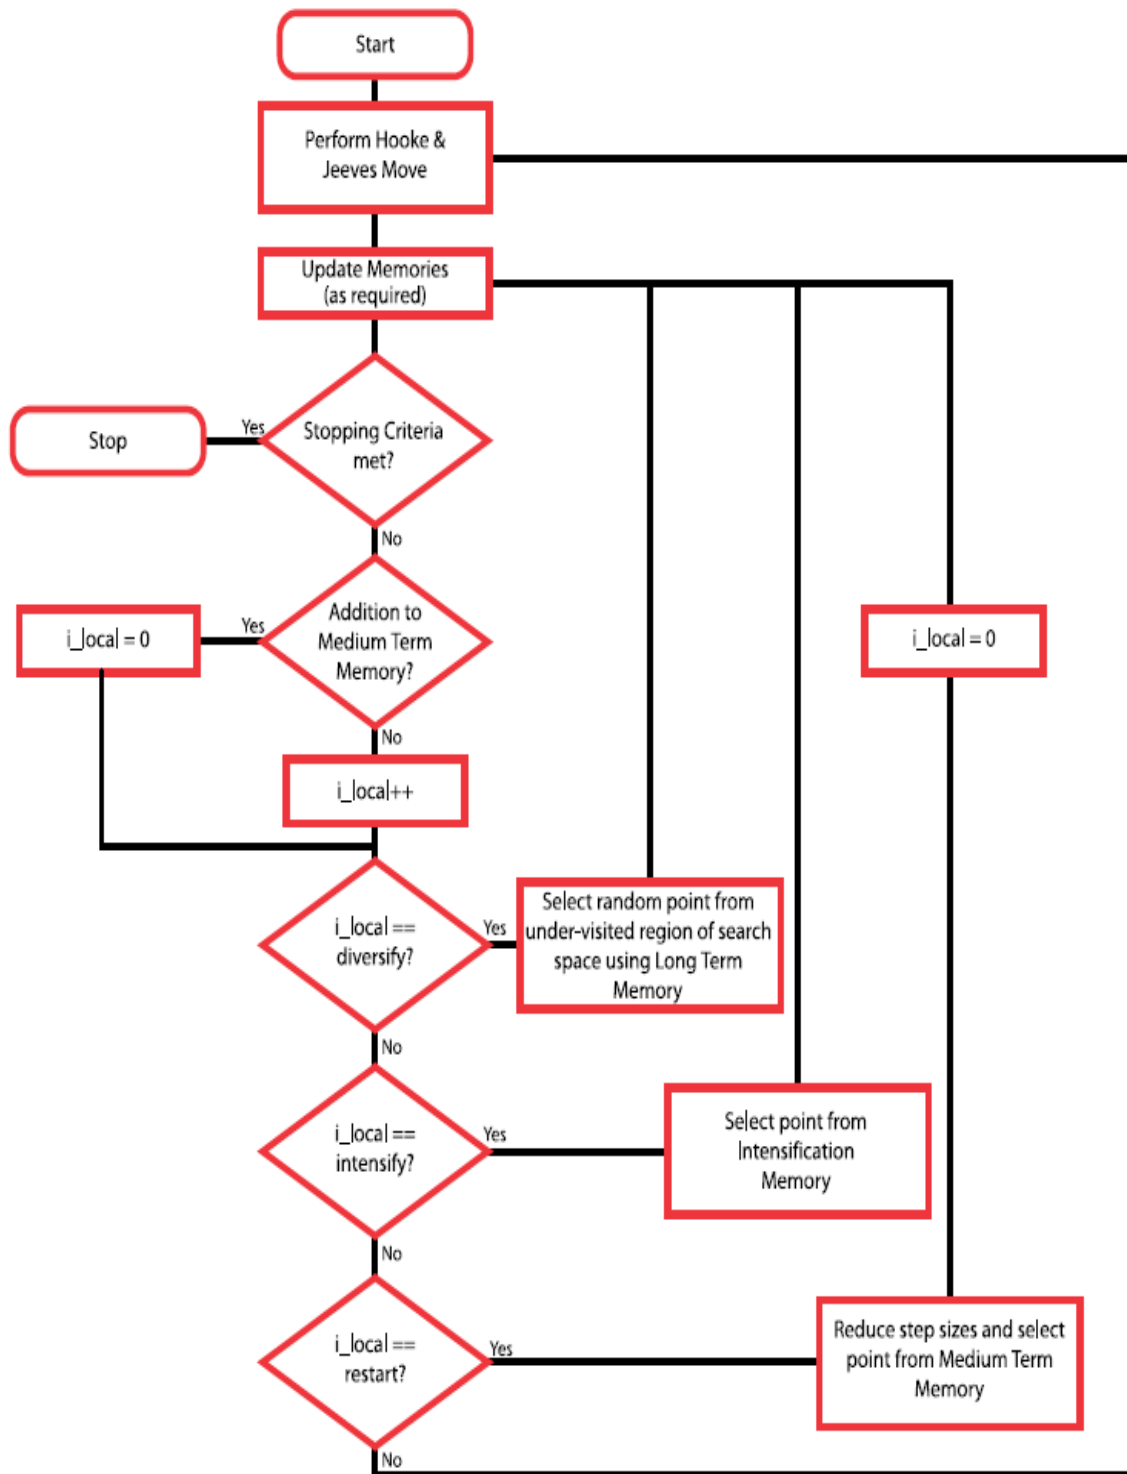 Start
Perform Hooke &
Jeeves Move
Update Memories
(as required)
Stopping Criteria
met?
Yes
Stop
No
Addition to
Medium Term
Memory?
Yes
i_local = 0
i_local = 0
No
i_local++
i_local ==
diversify?
Yes
Select random point from
under-visited region of search
space using Long Term
Memory
No
i_local ==
intensify?
Yes
Select point from
Intensification
Memory
No
i_local ==
restart?
Yes
Reduce step sizes and select
point from Medium Term
Memory
No